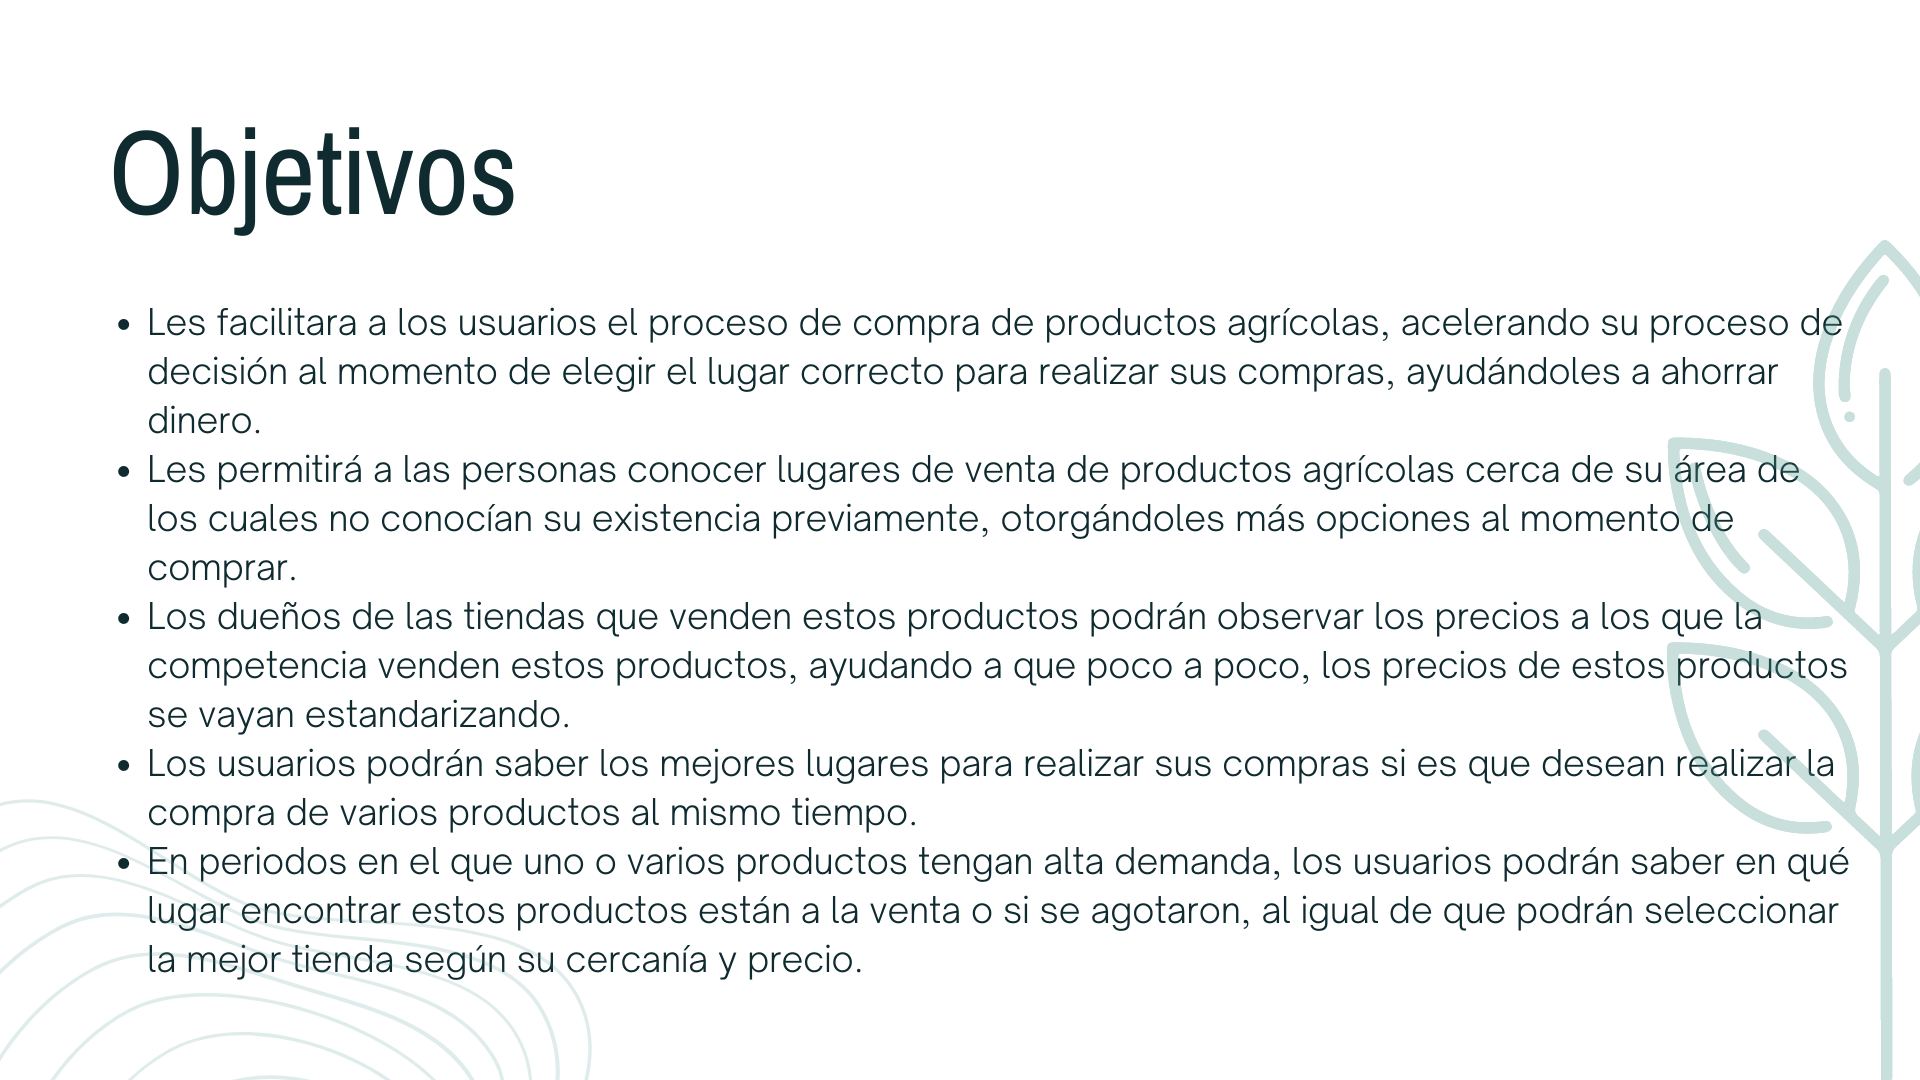 Objetivos
• Les facilitara a los usuarios el proceso de compra de productos agrícolas, acelerando su proceso de
decisión al momento de elegir el lugar correcto para realizar sus compras, ayudándoles a ahorrar
dinero.
• Les permitirá a las personas conocer lugares de venta de productos agrícolas cerca de su área de
los cuales no conocían su existencia previamente, otorgándoles más opciones al momento de
comprar.
• Los dueños de las tiendas que venden estos productos podrán observar los precios a los que la
competencia venden estos productos, ayudando a que poco a poco, los precios de estos productos
se vayan estandarizando.
• Los usuarios podrán saber los mejores lugares para realizar sus compras si es que desean realizar la
compra de varios productos al mismo tiempo.
• En periodos en el que uno o varios productos tengan alta demanda, los usuarios podrán saber en qué
lugar encontrar estos productos están a la venta o si se agotaron, al igual de que podrán seleccionar
la mejor tienda según su cercanía y precio.